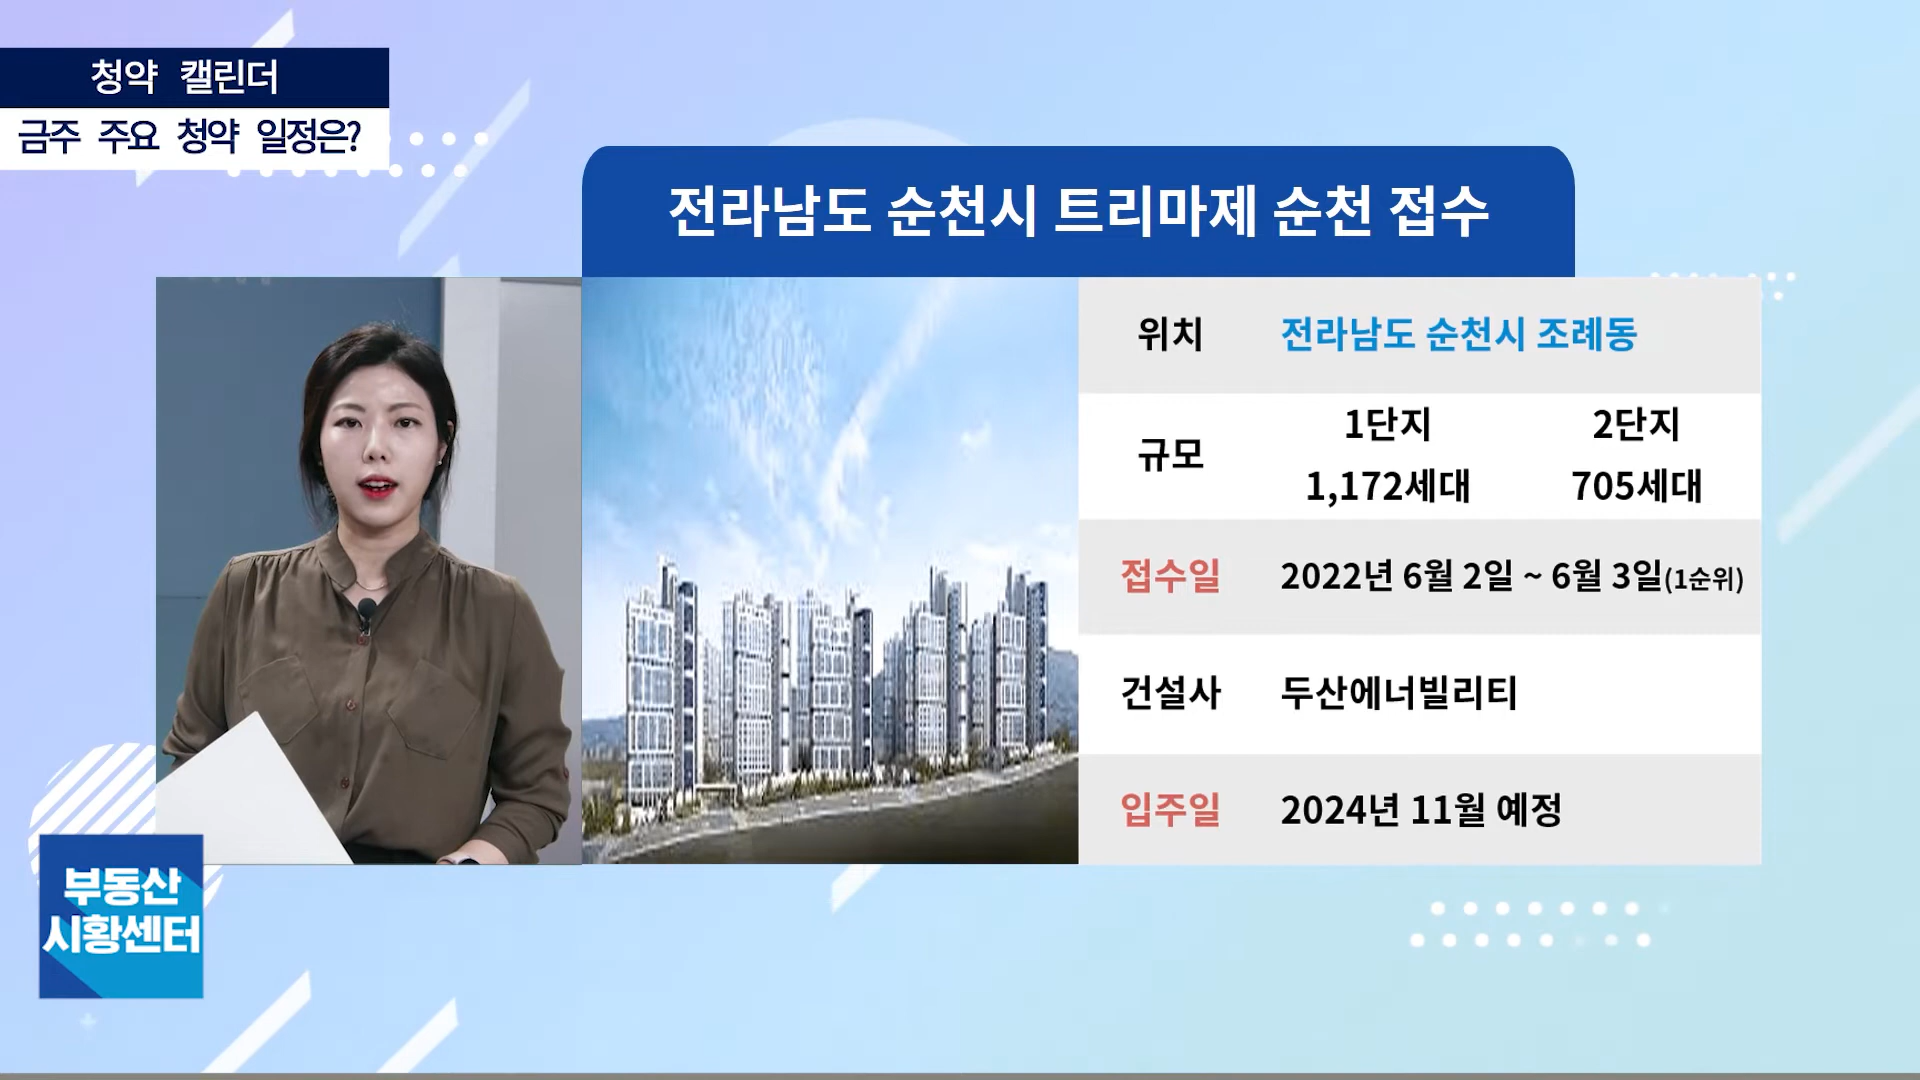 청약 캘린더
금주 주요 청약 일정은?
전라남도 순천시 트리마제 순천 접수
위치 전라남도 순천시 조례동
규모 1단지 2단지
1,172세대 705세대
접수일 2022년 6월 2일 ~ 6월 3일(1순위)
건설사 두산에너빌리티
입주일 2024년 11월 예정
부동산
시황센터